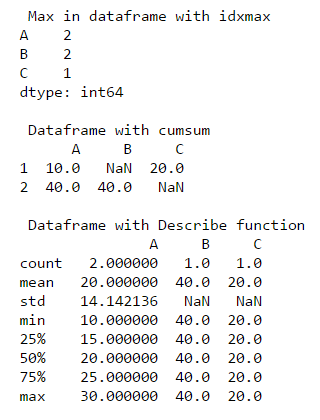 Max in dataframe with idxmax
A    2
B    2
C    1
dtype: int64
Dataframe with cumsum
      A     B     C
1  10.0   NaN  20.0
2  40.0  40.0   NaN
Dataframe with Describe function
               A     B     C
count   2.000000   1.0   1.0
mean   20.000000  40.0  20.0
std    14.142136   NaN   NaN
min    10.000000  40.0  20.0
25%    15.000000  40.0  20.0
50%    20.000000  40.0  20.0
75%    25.000000  40.0  20.0
max    30.000000  40.0  20.0